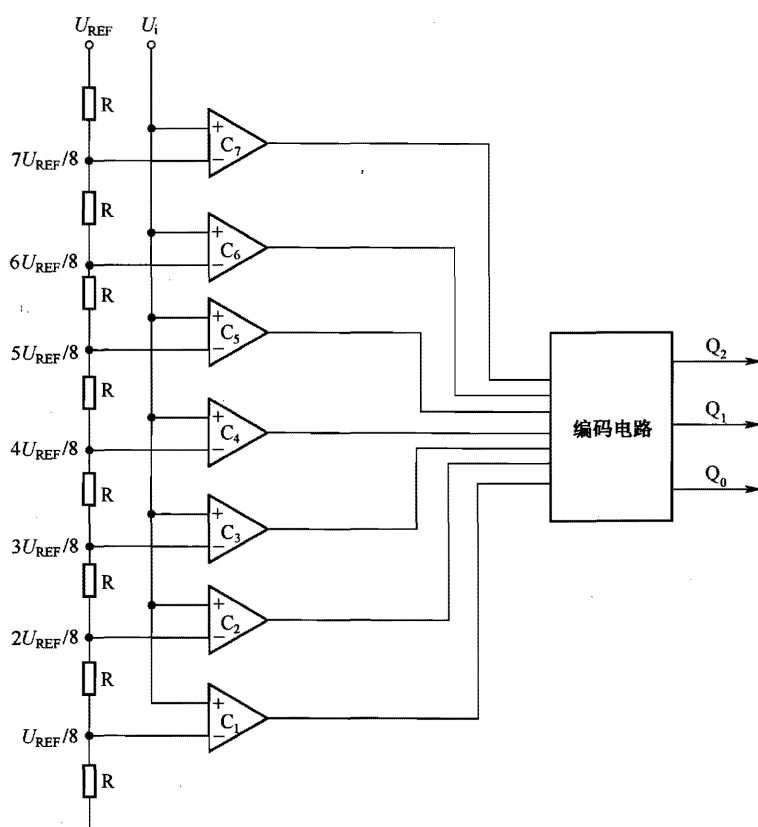 U_REF U_i
R
+
C_7
−
7U_REF/8
R
+
C_6
−
6U_REF/8
R
+
C_5
−
5U_REF/8
R
+
C_4
−
4U_REF/8
R
+
C_3
−
3U_REF/8
R
+
C_2
−
2U_REF/8
R
+
C_1
−
U_REF/8
R
编码电路
Q_2
Q_1
Q_0